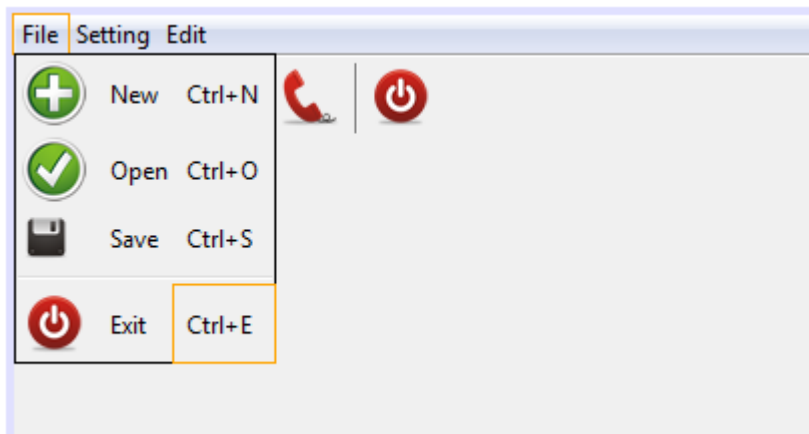 File Setting Edit
New Ctrl+N
Open Ctrl+O
Save Ctrl+S
Exit Ctrl+E